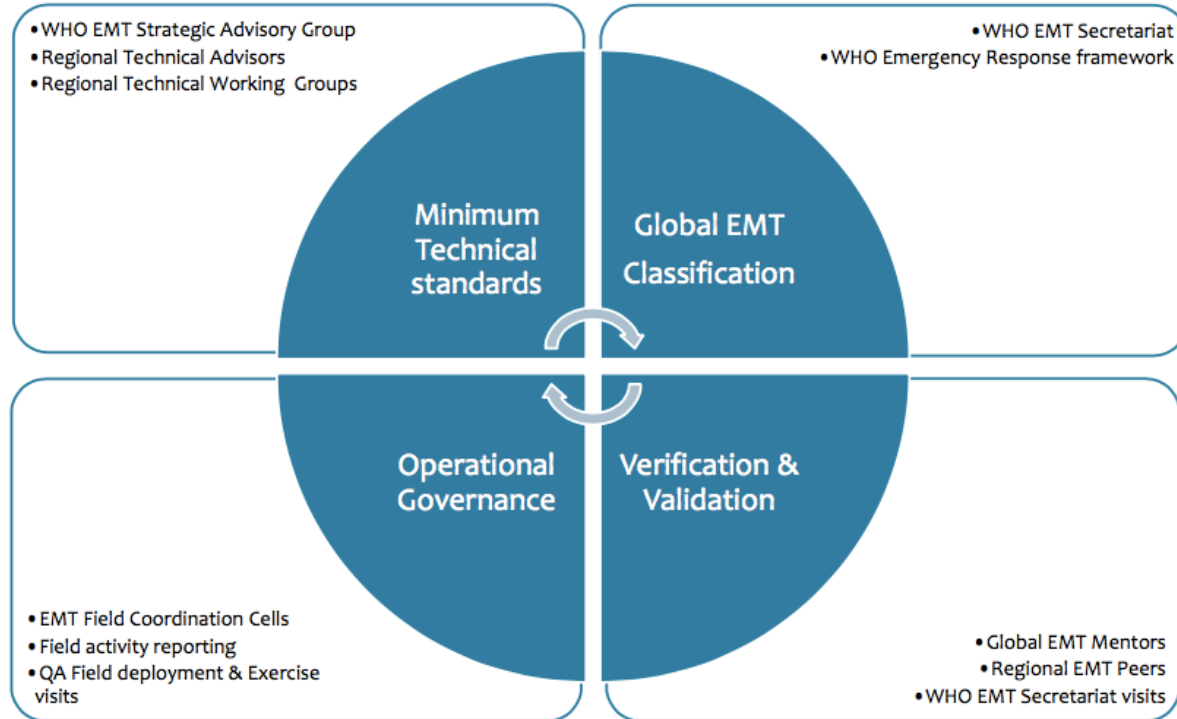 •WHO EMT Strategic Advisory Group
•Regional Technical Advisors
•Regional Technical Working Groups
•WHO EMT Secretariat
•WHO Emergency Response framework
Minimum
Technical
standards
Global EMT
Classification
Operational
Governance
Verification &
Validation
•EMT Field Coordination Cells
•Field activity reporting
•QA Field deployment & Exercise
visits
•Global EMT Mentors
•Regional EMT Peers
•WHO EMT Secretariat visits